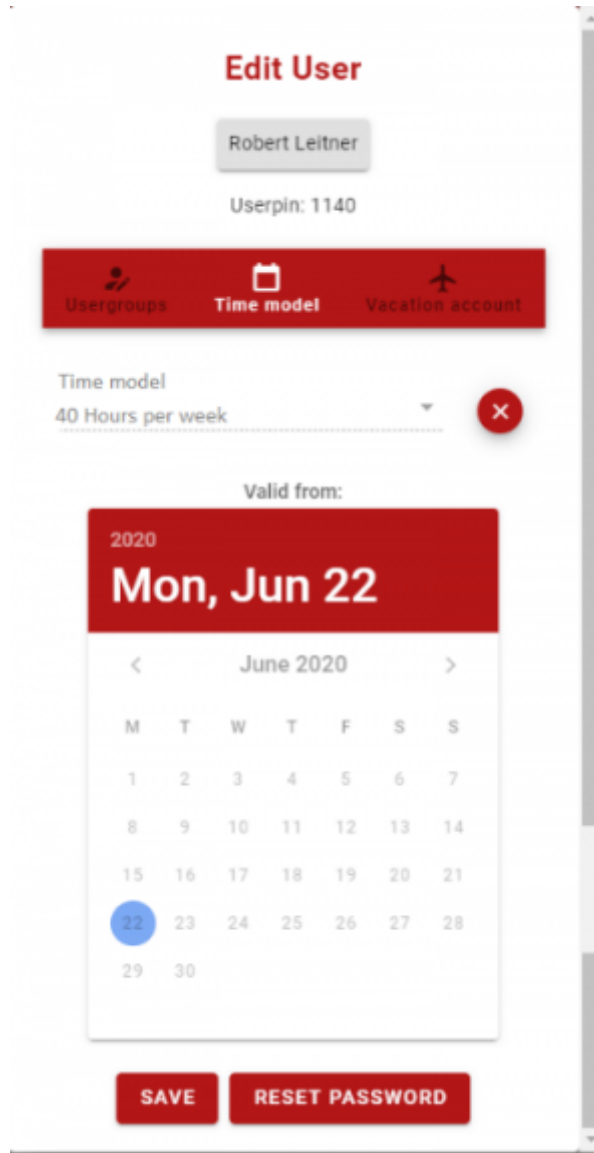 Edit User
Robert Leitner
Userpin: 1140
Usergroups Time model Vacation account
Time model
40 Hours per week
Valid from:
2020
Mon, Jun 22
June 2020
M T W T F S S
1 2 3 4 5 6 7
8 9 10 11 12 13 14
15 16 17 18 19 20 21
22 23 24 25 26 27 28
29 30
SAVE RESET PASSWORD